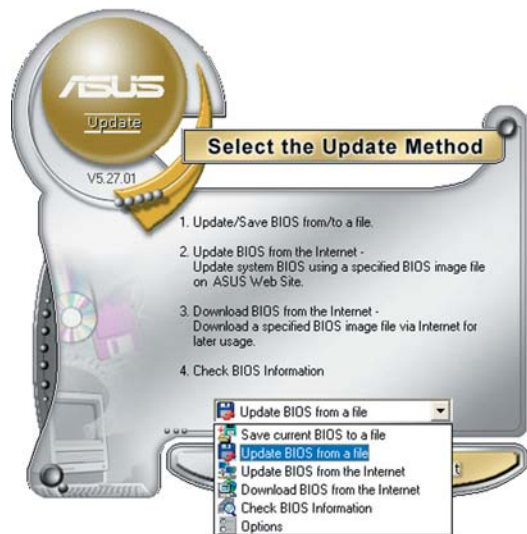 ASUS
Update
V5.27.01
Select the Update Method
1. Update/Save BIOS from/to a file.
2. Update BIOS from the Internet -
Update system BIOS using a specified BIOS image file
on ASUS Web Site.
3. Download BIOS from the Internet -
Download a specified BIOS image file via Internet for
later usage.
4. Check BIOS Information
Update BIOS from a file
Save current BIOS to a file
Update BIOS from a file
Update BIOS from the Internet
Download BIOS from the Internet
Check BIOS Information
Options